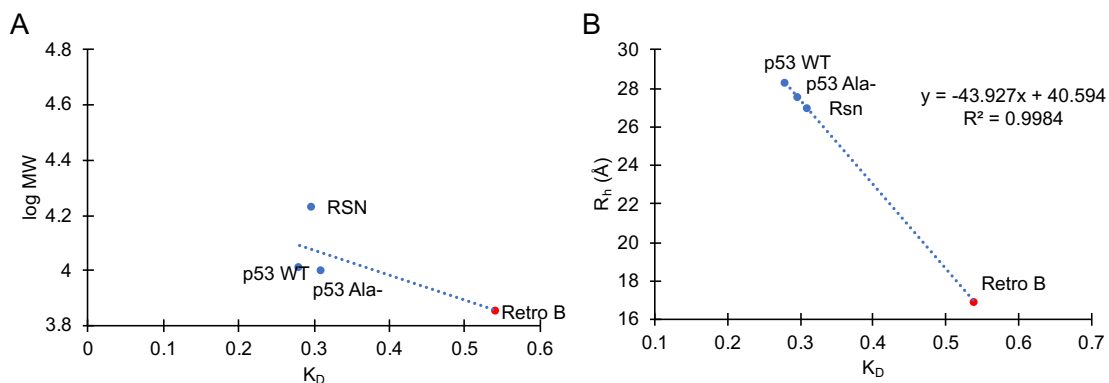 A
4.8
4.6
4.4
4.2
4
3.8
log MW
RSN
p53 WT
p53 Ala-
Retro B
0 0.1 0.2 0.3 0.4 0.5 0.6
K_D
B
30
28
26
24
22
20
18
16
R_h (Å)
p53 WT
p53 Ala-
Rsn
y = -43.927x + 40.594
R² = 0.9984
Retro B
0.1 0.2 0.3 0.4 0.5 0.6 0.7
K_D